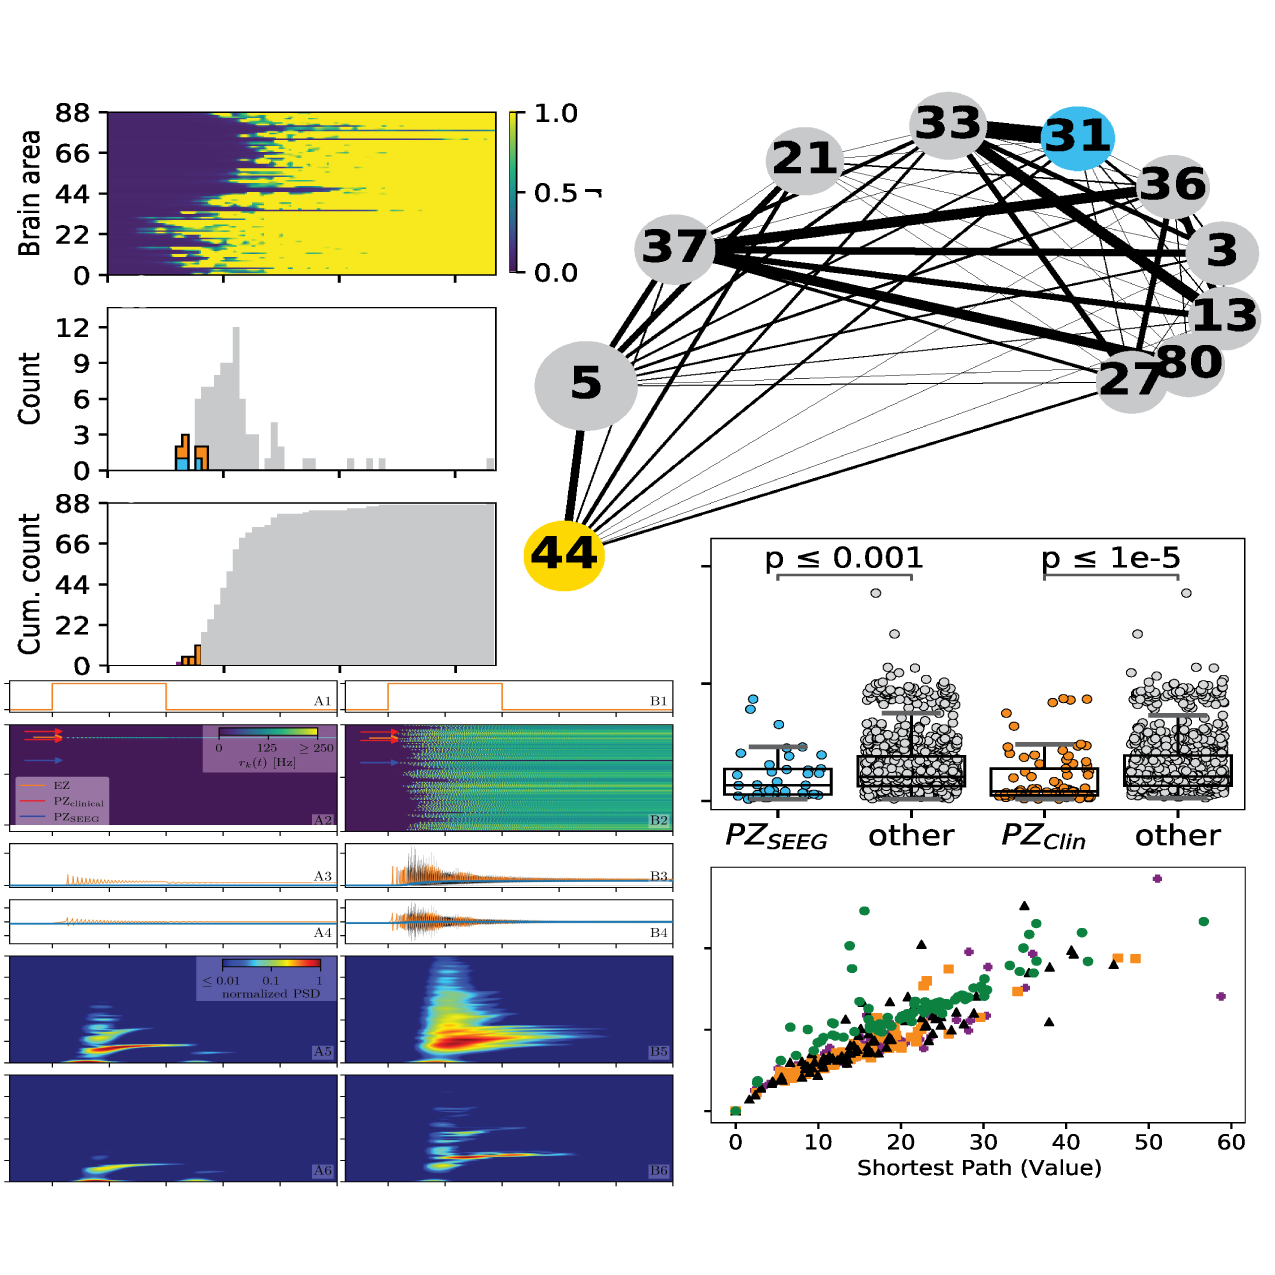 88
66
44
22
0
Brain area
1.0
0.5
0.0
r
12
9
6
3
0
Count
88
66
44
22
0
Cum. count
33
31
21
36
37
3
13
80
27
5
44
A1
B1
0 125 ≥ 250
rk(t) [Hz]
EZ
PZclinical
PZSEEG
A2
B2
A3
B3
A4
B4
≤ 0.01 0.1 1
normalized PSD
A5
B5
A6
B6
p ≤ 0.001 p ≤ 1e-5
PZSEEG other PZClin other
0 10 20 30 40 50 60
Shortest Path (Value)